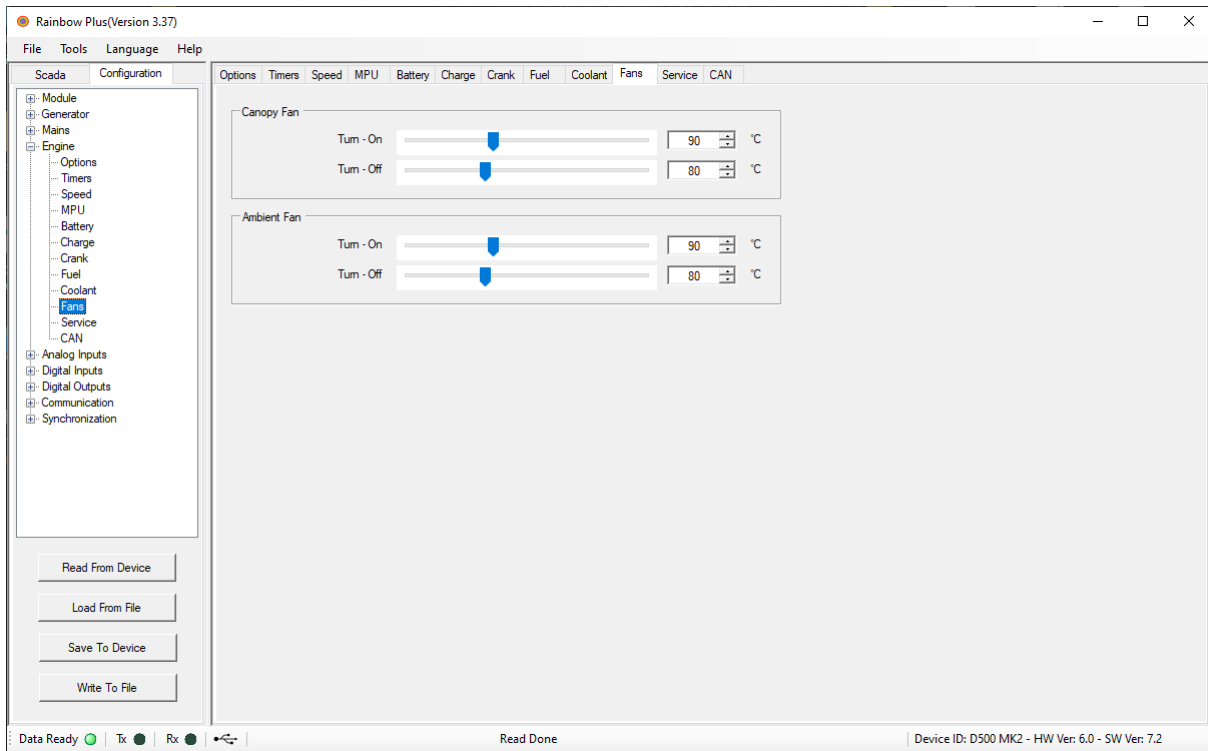 Rainbow Plus(Version 3.37)
File Tools Language Help
Scada Configuration
Options Timers Speed MPU Battery Charge Crank Fuel Coolant Fans Service CAN
Module
Generator
Mains
Engine
Options
Timers
Speed
MPU
Battery
Charge
Crank
Fuel
Coolant
Fans
Service
CAN
Analog Inputs
Digital Inputs
Digital Outputs
Communication
Synchronization
Read From Device
Load From File
Save To Device
Write To File
Canopy Fan
Turn - On 90 °C
Turn - Off 80 °C
Ambient Fan
Turn - On 90 °C
Turn - Off 80 °C
Data Ready Tx Rx Read Done Device ID: D500 MK2 - HW Ver: 6.0 - SW Ver: 7.2